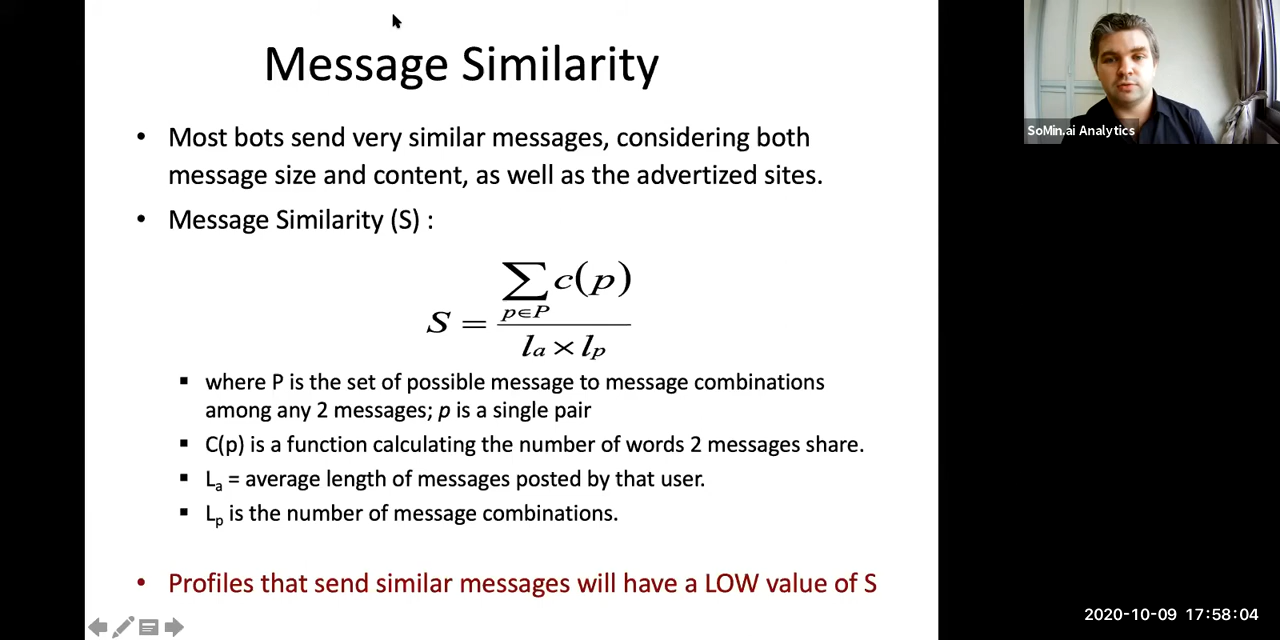 Message Similarity
SoMin.ai Analytics
• Most bots send very similar messages, considering both
message size and content, as well as the advertized sites.
• Message Similarity (S) :
S = ∑ p∈P c(p) / lₐ × lₚ
▪ where P is the set of possible message to message combinations
among any 2 messages; p is a single pair
▪ C(p) is a function calculating the number of words 2 messages share.
▪ Lₐ = average length of messages posted by that user.
▪ Lₚ is the number of message combinations.
• Profiles that send similar messages will have a LOW value of S
2020-10-09 17:58:04